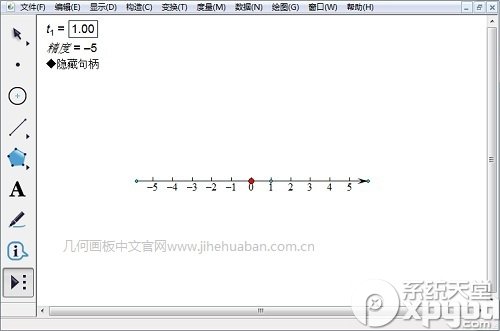 文件(F) 编辑(E) 显示(D) 构造(C) 变换(T) 度量(M) 数据(N) 绘图(G) 窗口(W) 帮助(H)
t₁ = 1.00
精度 = –5
◆隐藏句柄
–5 –4 –3 –2 –1 0 1 2 3 4 5
A
几何画板中文官网www.jihehuaban.com.cn
系统天堂
xpgod.com